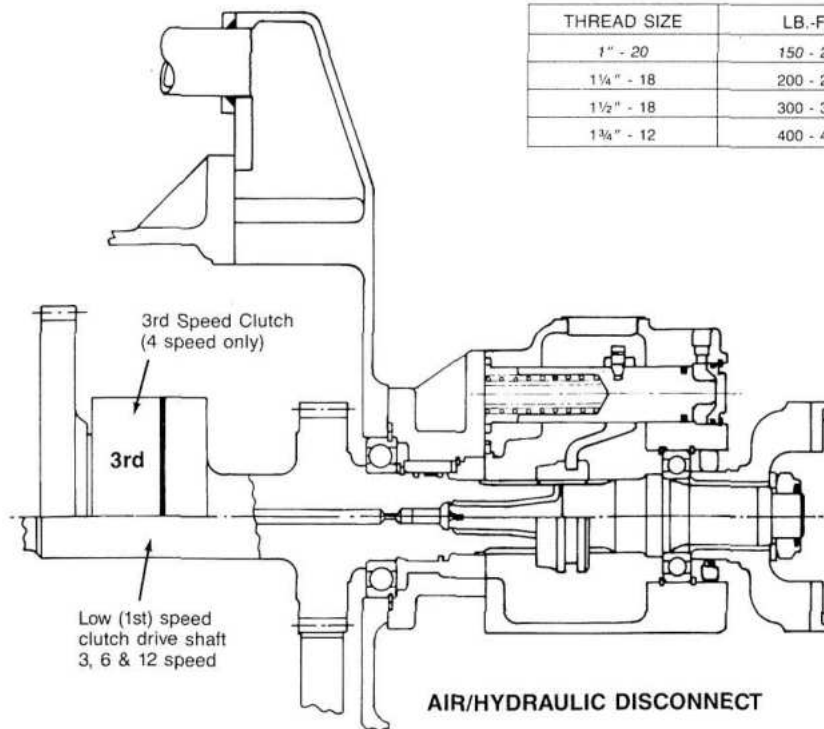 THREAD SIZE LB.-F
1" - 20 150 - 2
1¼" - 18 200 - 2
1½" - 18 300 - 3
1¾" - 12 400 - 4
3rd Speed Clutch
(4 speed only)
3rd
Low (1st) speed
clutch drive shaft
3, 6 & 12 speed
AIR/HYDRAULIC DISCONNECT